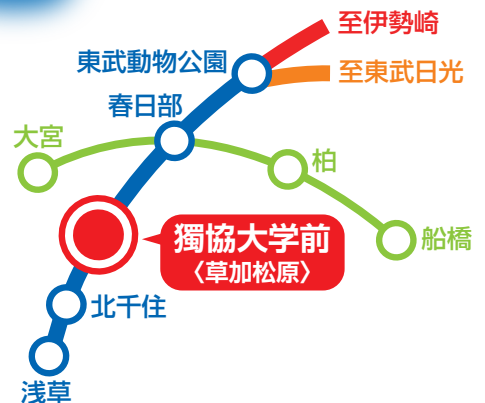 至伊勢崎
東武動物公園
至東武日光
春日部
大宮
柏
獨協大学前
〈草加松原〉
船橋
北千住
浅草